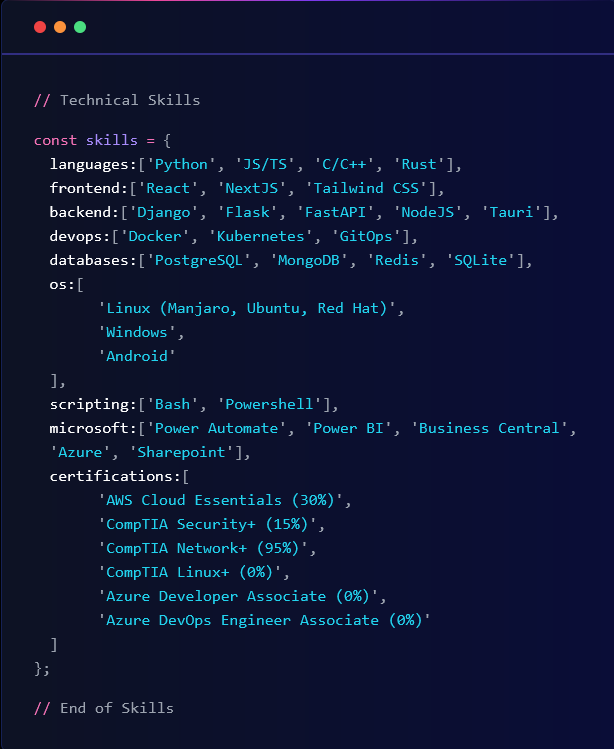 // Technical Skills
const skills = {
languages:['Python', 'JS/TS', 'C/C++', 'Rust'],
frontend:['React', 'NextJS', 'Tailwind CSS'],
backend:['Django', 'Flask', 'FastAPI', 'NodeJS', 'Tauri'],
devops:['Docker', 'Kubernetes', 'GitOps'],
databases:['PostgreSQL', 'MongoDB', 'Redis', 'SQLite'],
os:[
'Linux (Manjaro, Ubuntu, Red Hat)',
'Windows',
'Android'
],
scripting:['Bash', 'Powershell'],
microsoft:['Power Automate', 'Power BI', 'Business Central',
'Azure', 'Sharepoint'],
certifications:[
'AWS Cloud Essentials (30%)',
'CompTIA Security+ (15%)',
'CompTIA Network+ (95%)',
'CompTIA Linux+ (0%)',
'Azure Developer Associate (0%)',
'Azure DevOps Engineer Associate (0%)'
]
};
// End of Skills